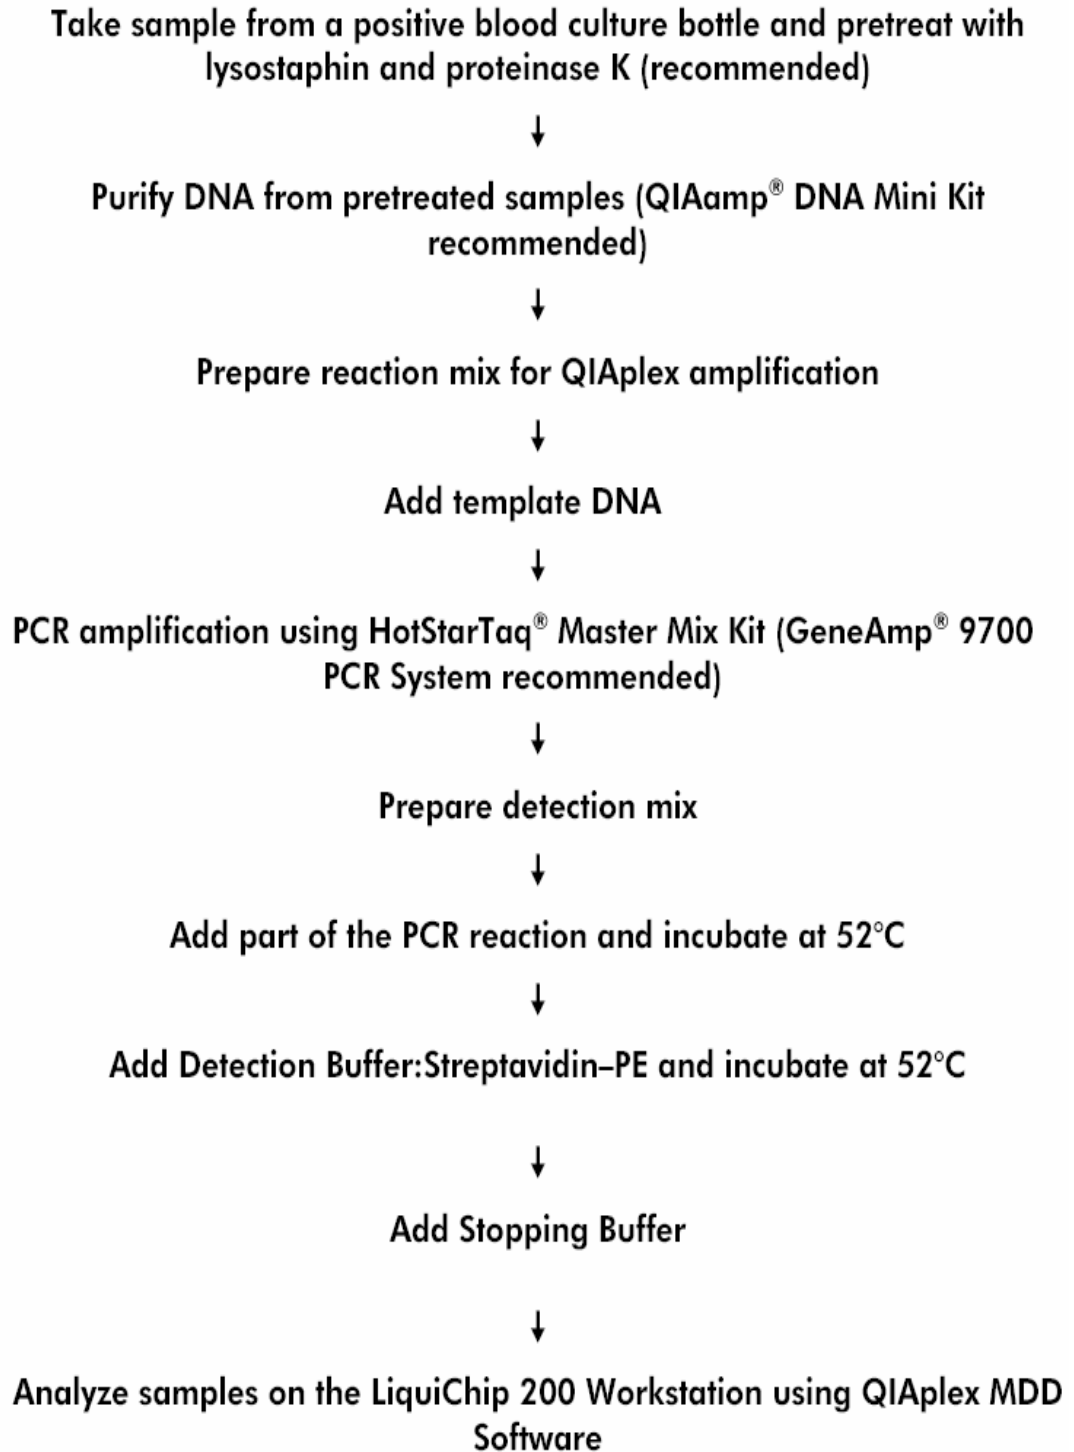 Take sample from a positive blood culture bottle and pretreat with
lysostaphin and proteinase K (recommended)
↓
Purify DNA from pretreated samples (QIAamp® DNA Mini Kit
recommended)
↓
Prepare reaction mix for QIAplex amplification
↓
Add template DNA
↓
PCR amplification using HotStarTaq® Master Mix Kit (GeneAmp® 9700
PCR System recommended)
↓
Prepare detection mix
↓
Add part of the PCR reaction and incubate at 52°C
↓
Add Detection Buffer:Streptavidin–PE and incubate at 52°C
↓
Add Stopping Buffer
↓
Analyze samples on the LiquiChip 200 Workstation using QIAplex MDD
Software